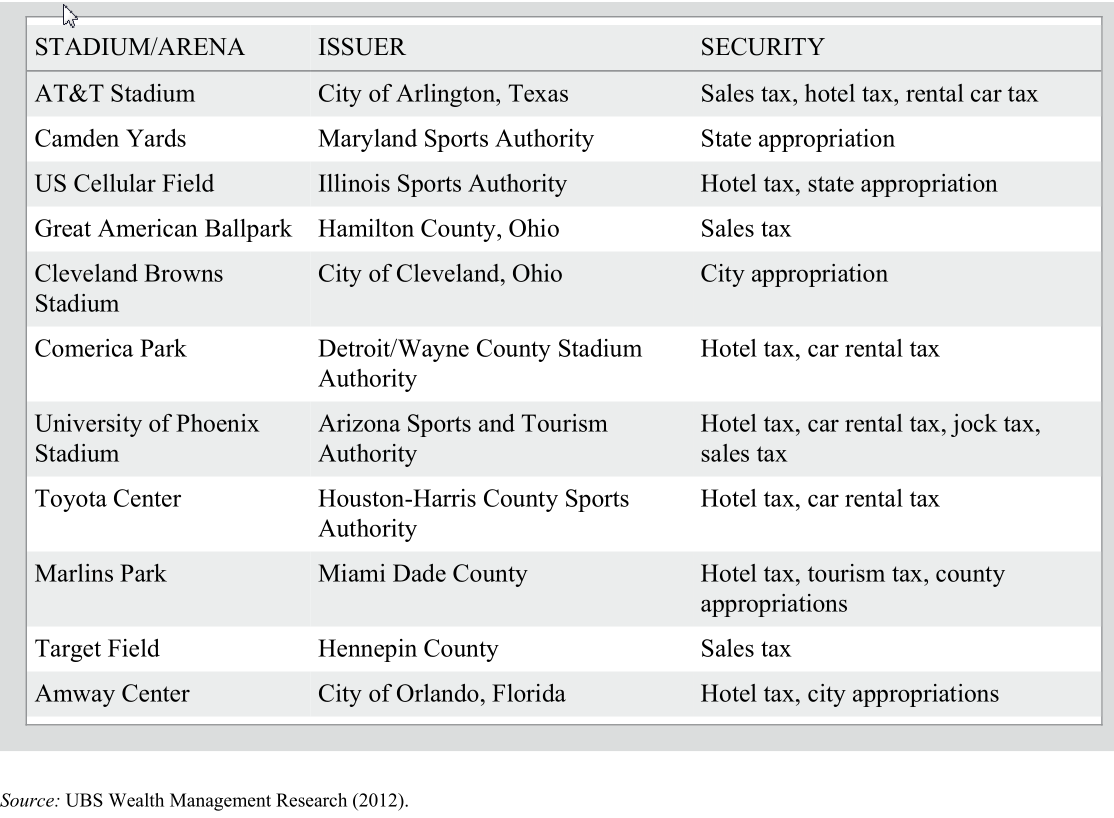 STADIUM/ARENA ISSUER SECURITY
AT&T Stadium City of Arlington, Texas Sales tax, hotel tax, rental car tax
Camden Yards Maryland Sports Authority State appropriation
US Cellular Field Illinois Sports Authority Hotel tax, state appropriation
Great American Ballpark Hamilton County, Ohio Sales tax
Cleveland Browns City of Cleveland, Ohio City appropriation
Stadium
Comerica Park Detroit/Wayne County Stadium Hotel tax, car rental tax
Authority
University of Phoenix Arizona Sports and Tourism Hotel tax, car rental tax, jock tax,
Stadium Authority sales tax
Toyota Center Houston-Harris County Sports Hotel tax, car rental tax
Authority
Marlins Park Miami Dade County Hotel tax, tourism tax, county
appropriations
Target Field Hennepin County Sales tax
Amway Center City of Orlando, Florida Hotel tax, city appropriations
Source: UBS Wealth Management Research (2012).